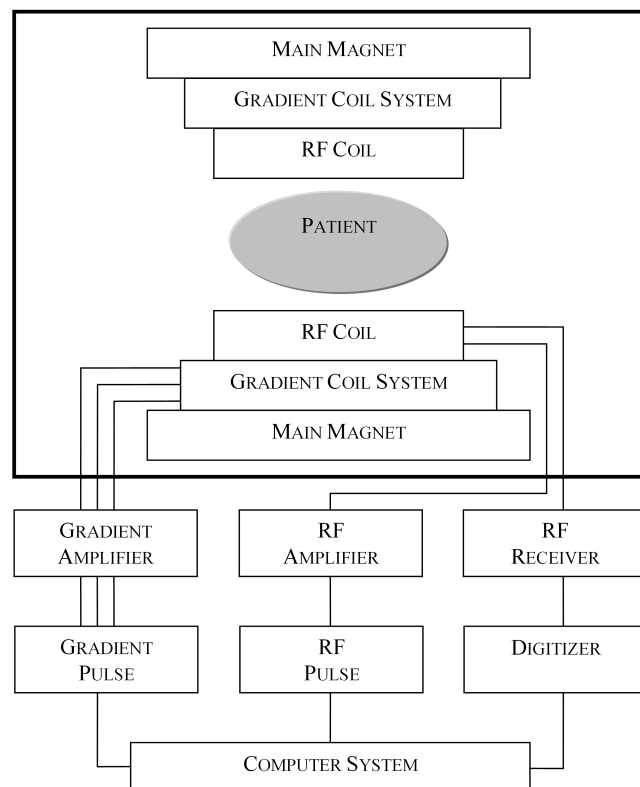 MAIN MAGNET
GRADIENT COIL SYSTEM
RF COIL
PATIENT
RF COIL
GRADIENT COIL SYSTEM
MAIN MAGNET
GRADIENT
AMPLIFIER
RF
AMPLIFIER
RF
RECEIVER
GRADIENT
PULSE
RF
PULSE
DIGITIZER
COMPUTER SYSTEM